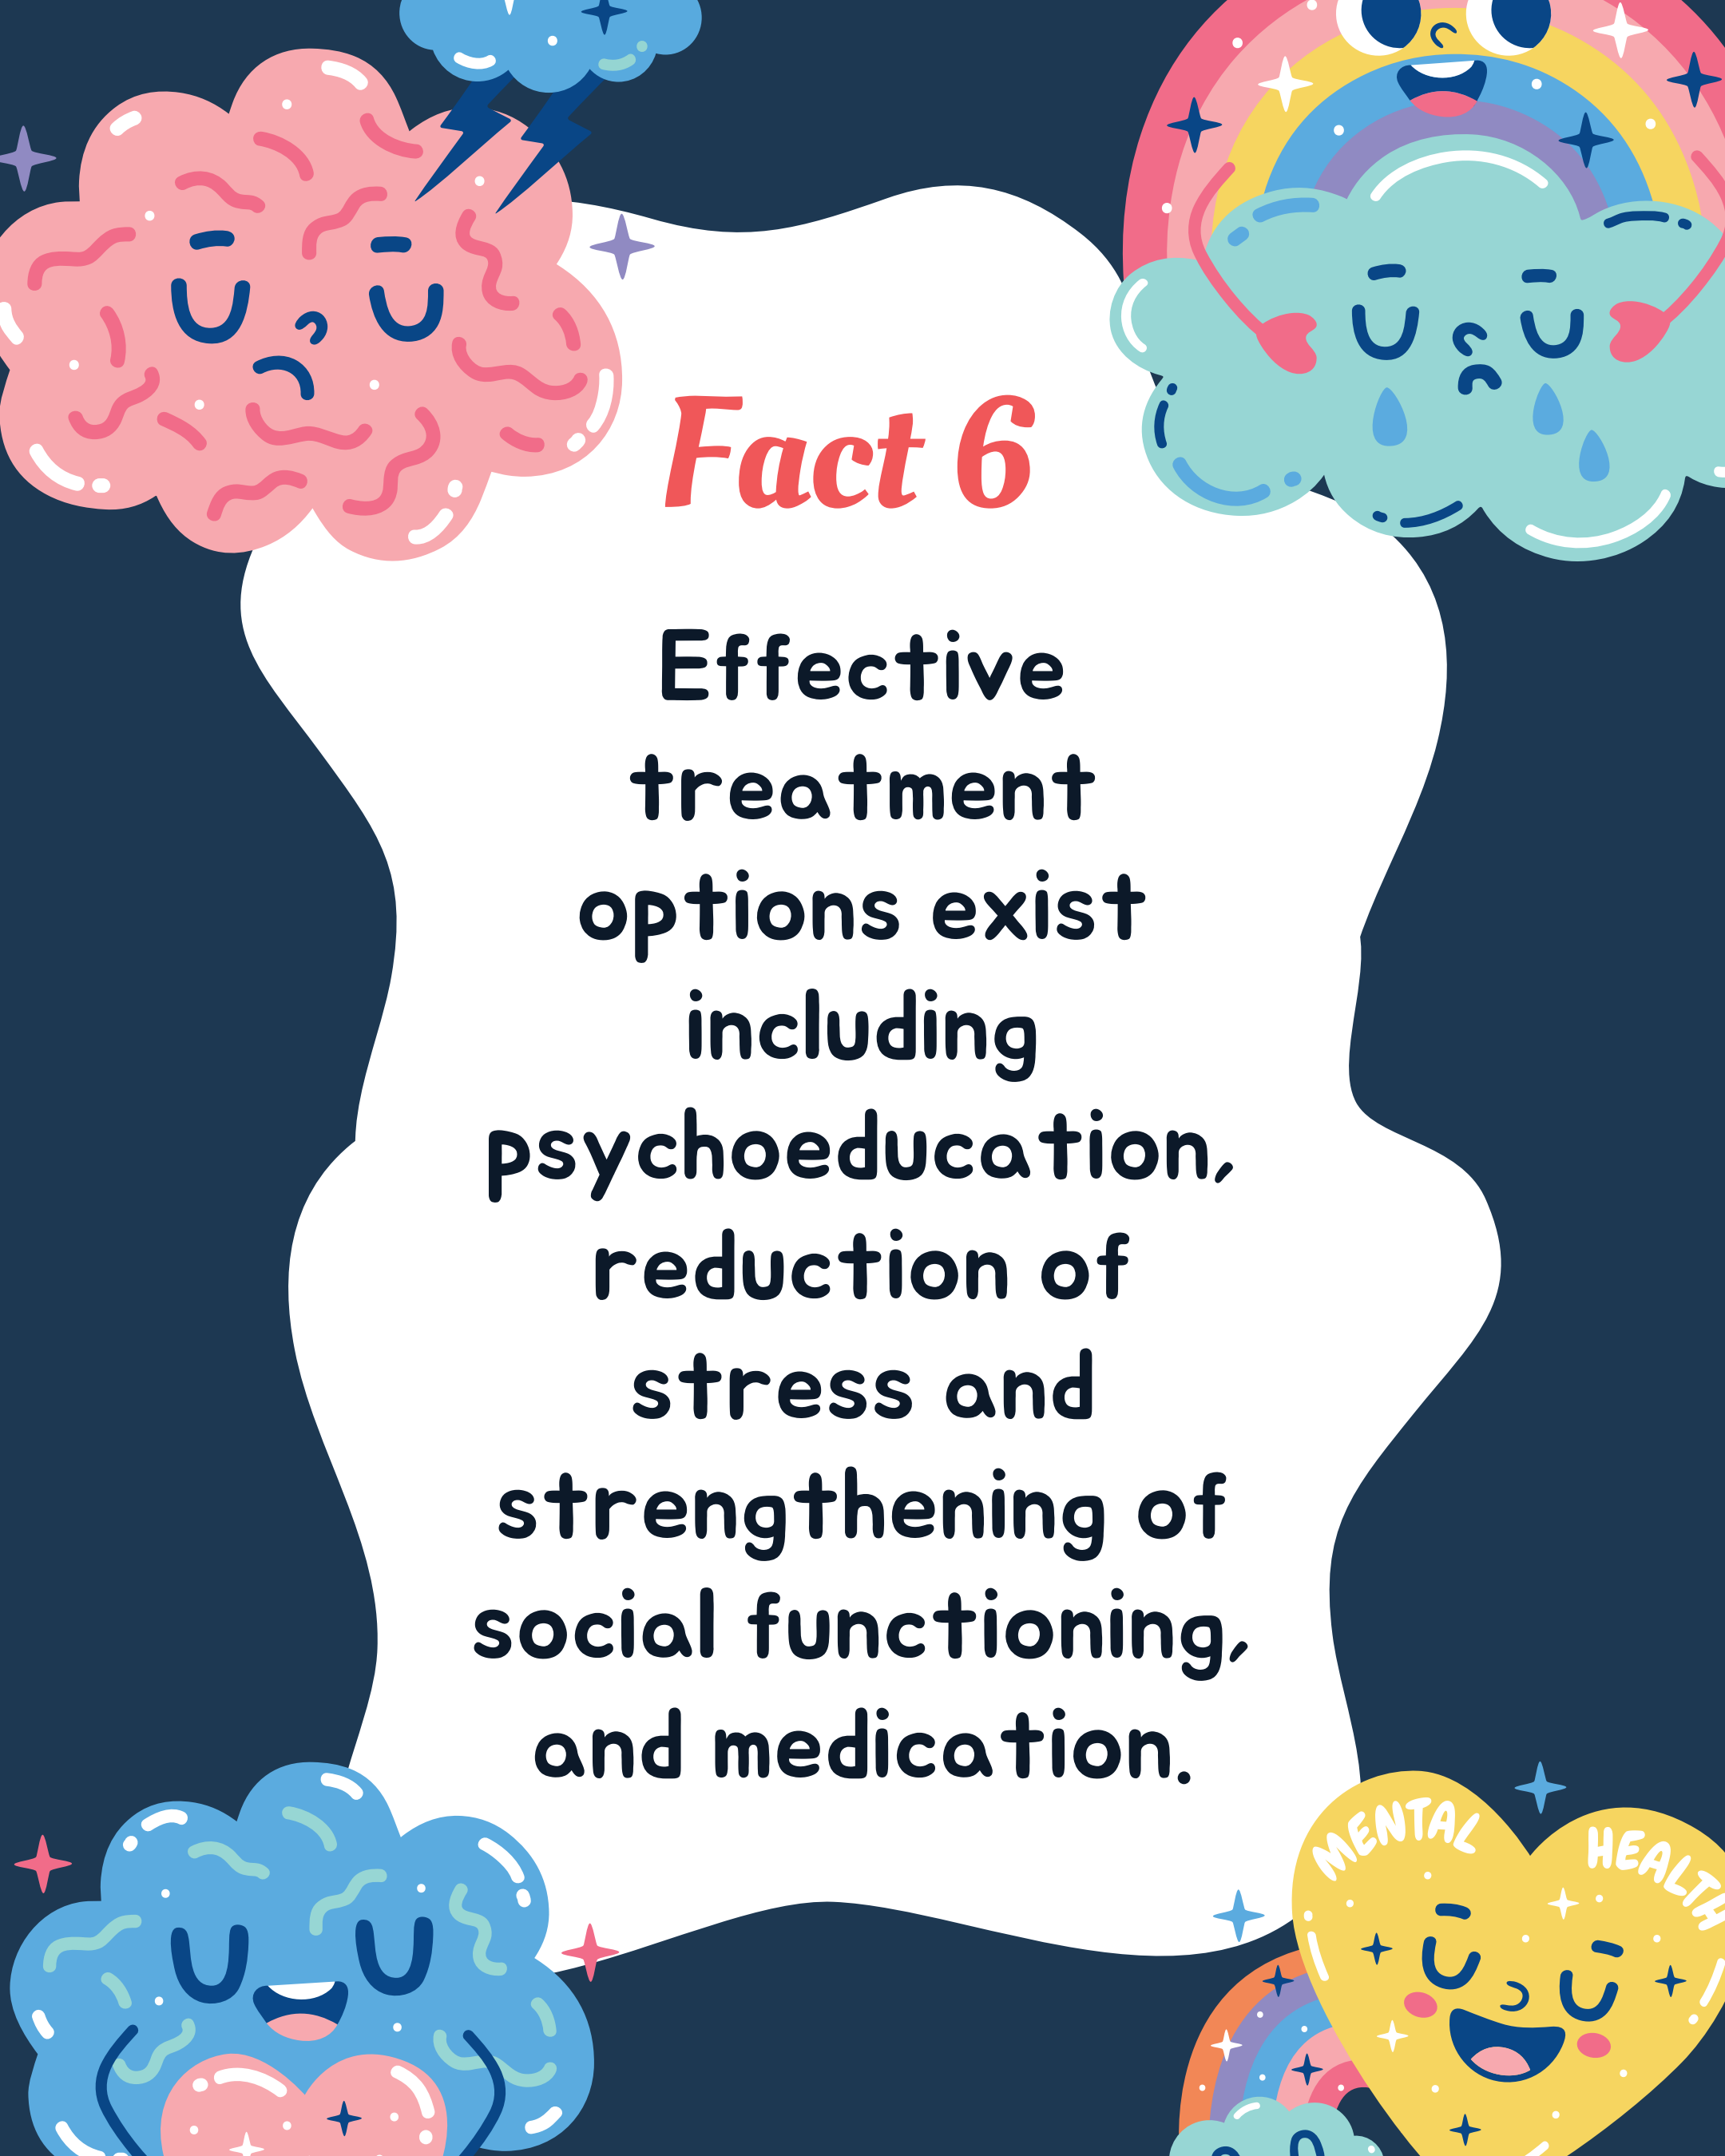 Fact 6
Effective
treatment
options exist
including
psychoeducation,
reduction of
stress and
strengthening of
social functioning,
and medication.
MENTAL HEALTH